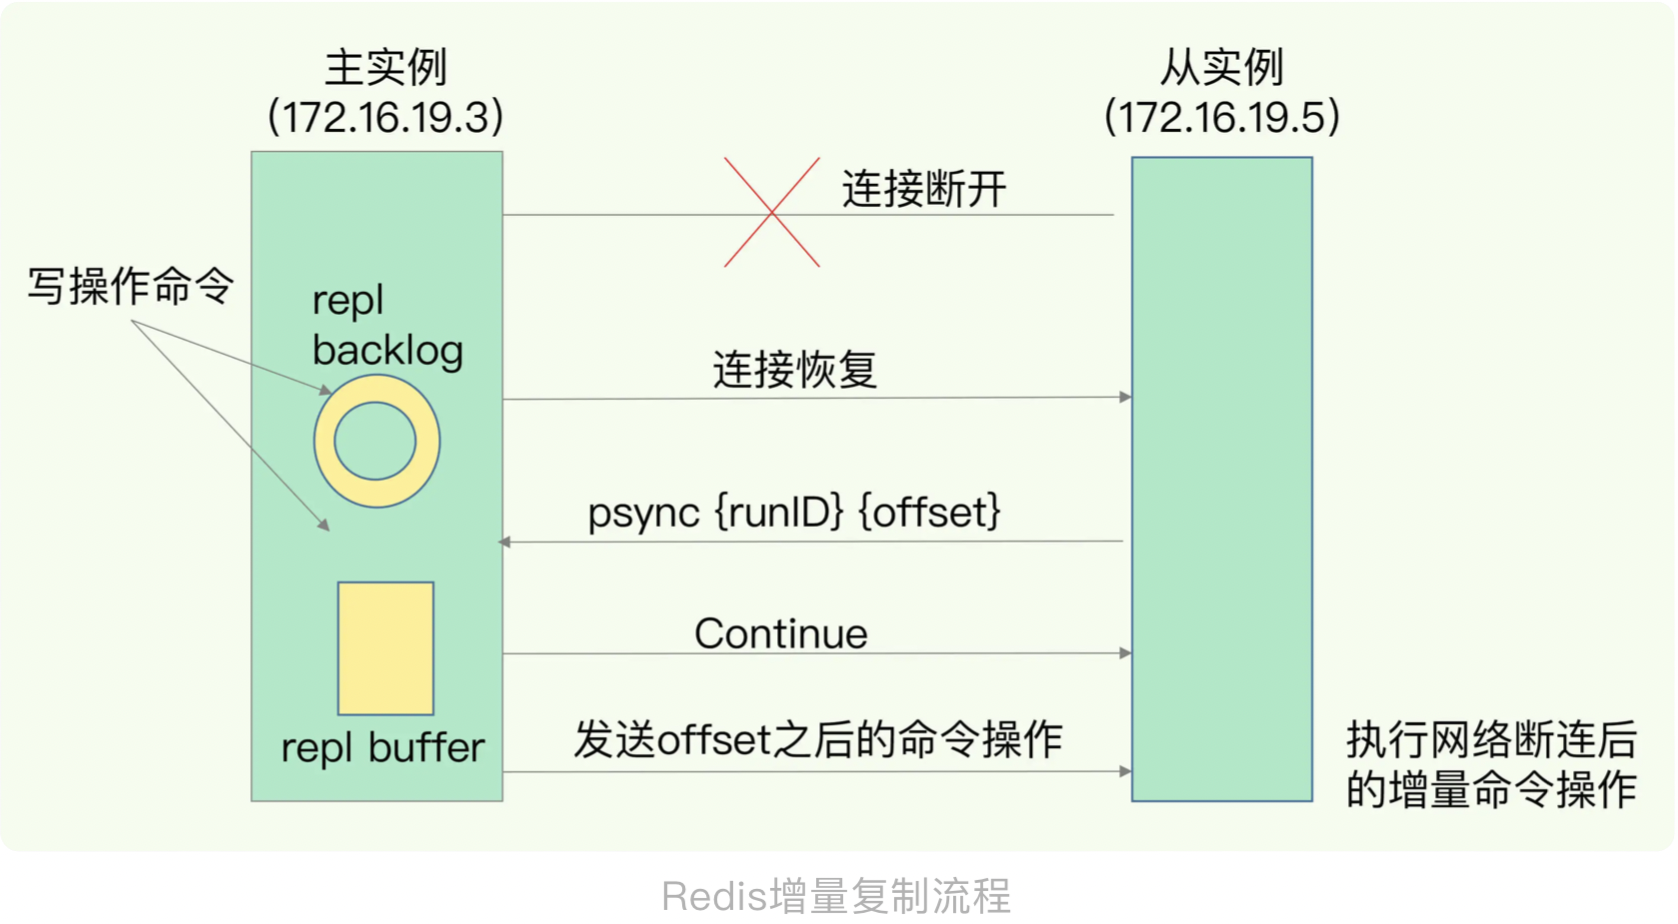 主实例
(172.16.19.3)
从实例
(172.16.19.5)
连接断开
写操作命令
repl
backlog
连接恢复
psync {runID} {offset}
Continue
repl buffer
发送offset之后的命令操作
执行网络断连后
的增量命令操作
Redis增量复制流程